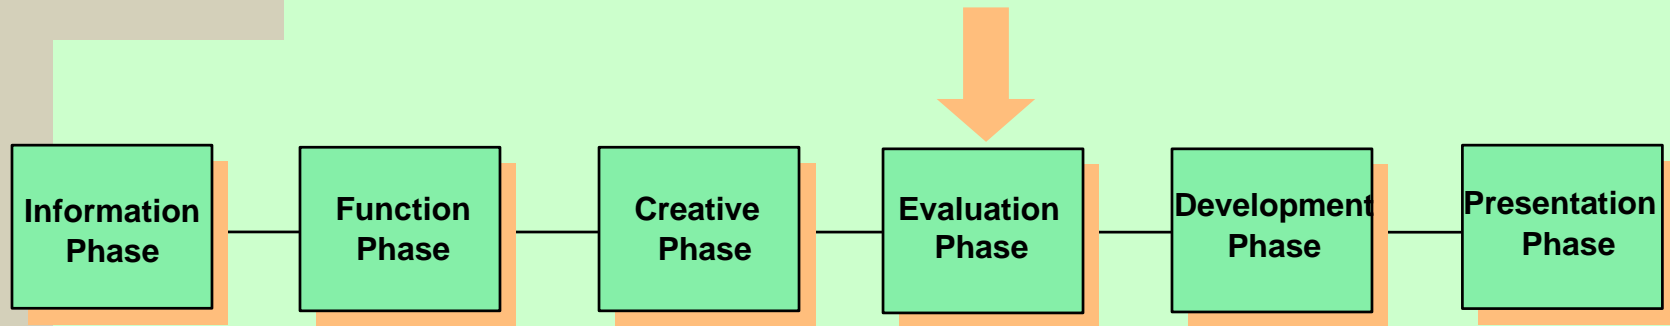 Information
Phase
Function
Phase
Creative
Phase
Evaluation
Phase
Development
Phase
Presentation
Phase